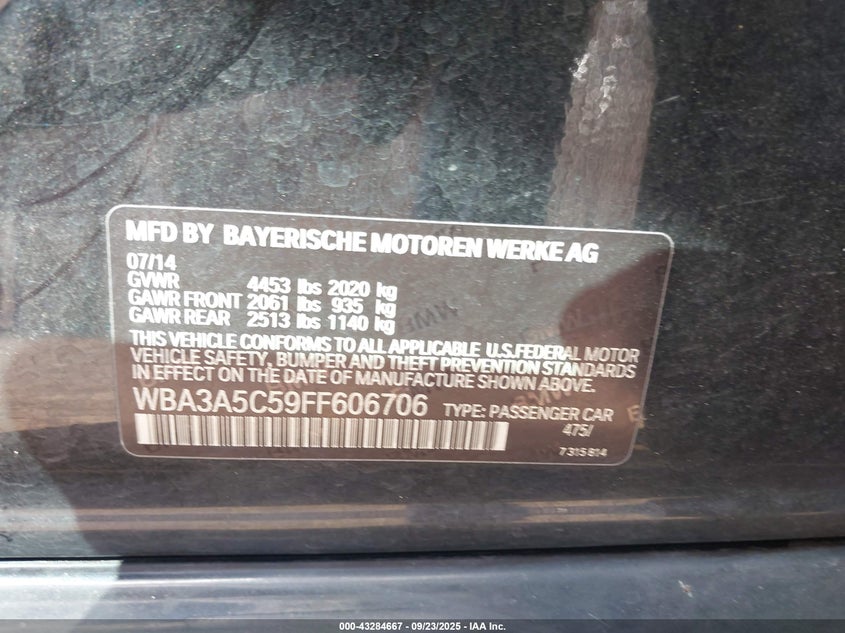 MFD BY BAYERISCHE MOTOREN WERKE AG
07/14
GVWR 4453 lbs 2020 kg
GAWR FRONT 2061 lbs 935 kg
GAWR REAR 2513 lbs 1140 kg
THIS VEHICLE CONFORMS TO ALL APPLICABLE U.S.FEDERAL MOTOR
VEHICLE SAFETY, BUMPER AND THEFT PREVENTION STANDARDS
IN EFFECT ON THE DATE OF MANUFACTURE SHOWN ABOVE.
WBA3A5C59FF606706 TYPE: PASSENGER CAR
475/
7315814
000-43284667 - 09/23/2025 - IAA Inc.